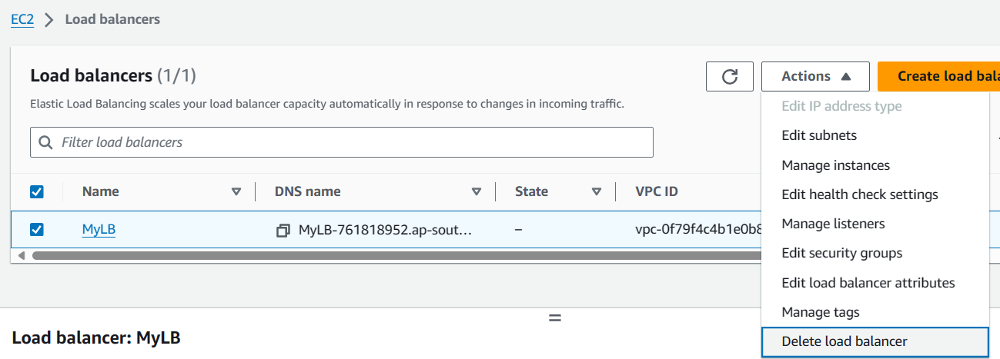 EC2 > Load balancers
Load balancers (1/1)
Actions
Create load
Elastic Load Balancing scales your load balancer capacity automatically in response to changes in incoming traffic.
Filter load balancers
Name
DNS name
State
VPC ID
MyLB
MyLB-761818952.ap-sout...
–
vpc-0f79f4c4b1e0b8
Edit IP address type
Edit subnets
Manage instances
Edit health check settings
Manage listeners
Edit security groups
Edit load balancer attributes
Manage tags
Delete load balancer
Load balancer: MyLB